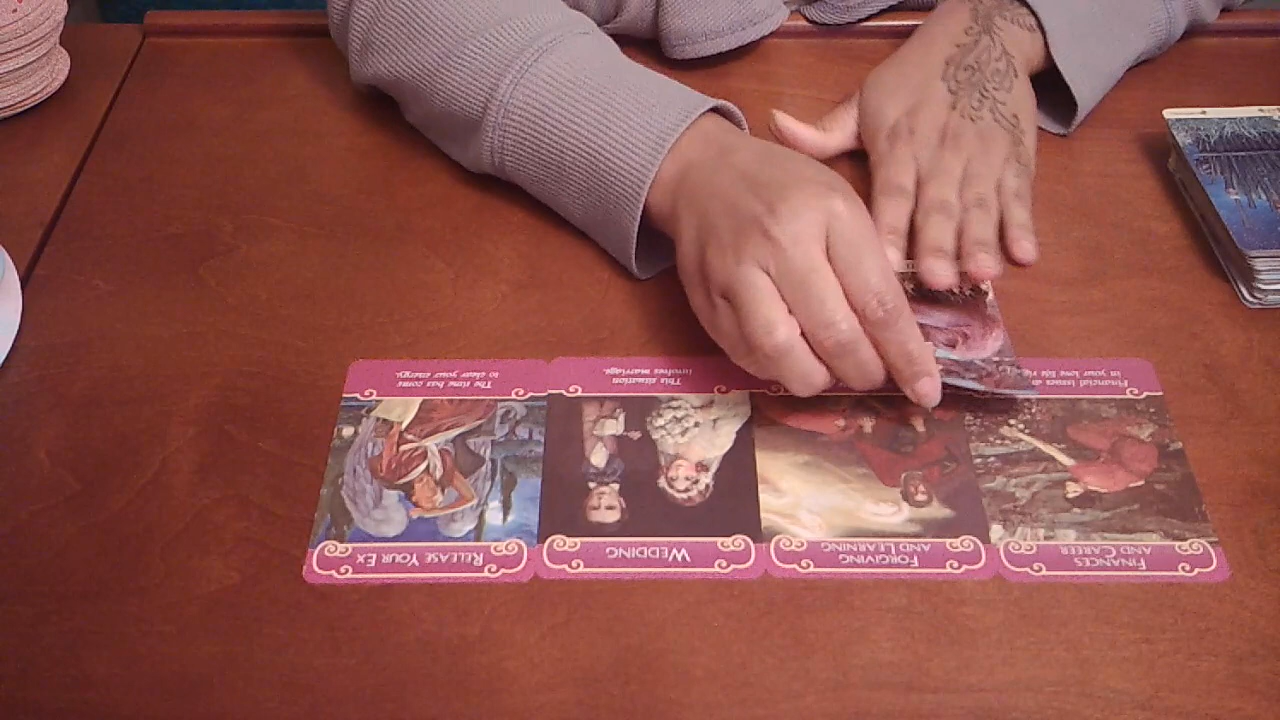 FINANCES
AND CAREER
Financial issues
in your love life
FORGIVING
AND LEARNING
WEDDING
This situation
involves marriage.
RELEASE YOUR EX
The time has come
to clear your energy.